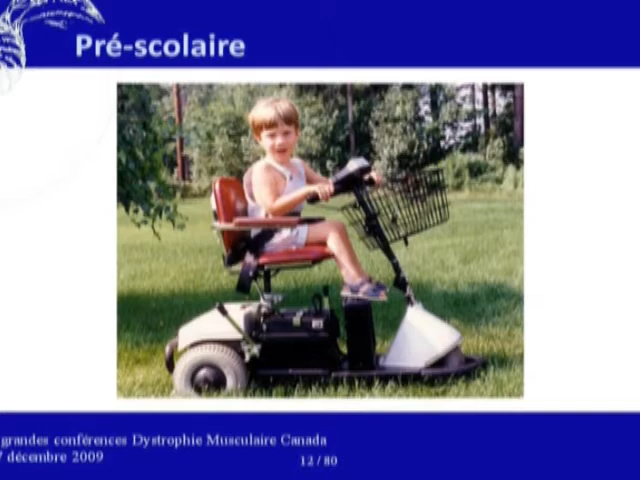 Pré-scolaire
grandes conférences Dystrophie Musculaire Canada
décembre 2009
12 / 80